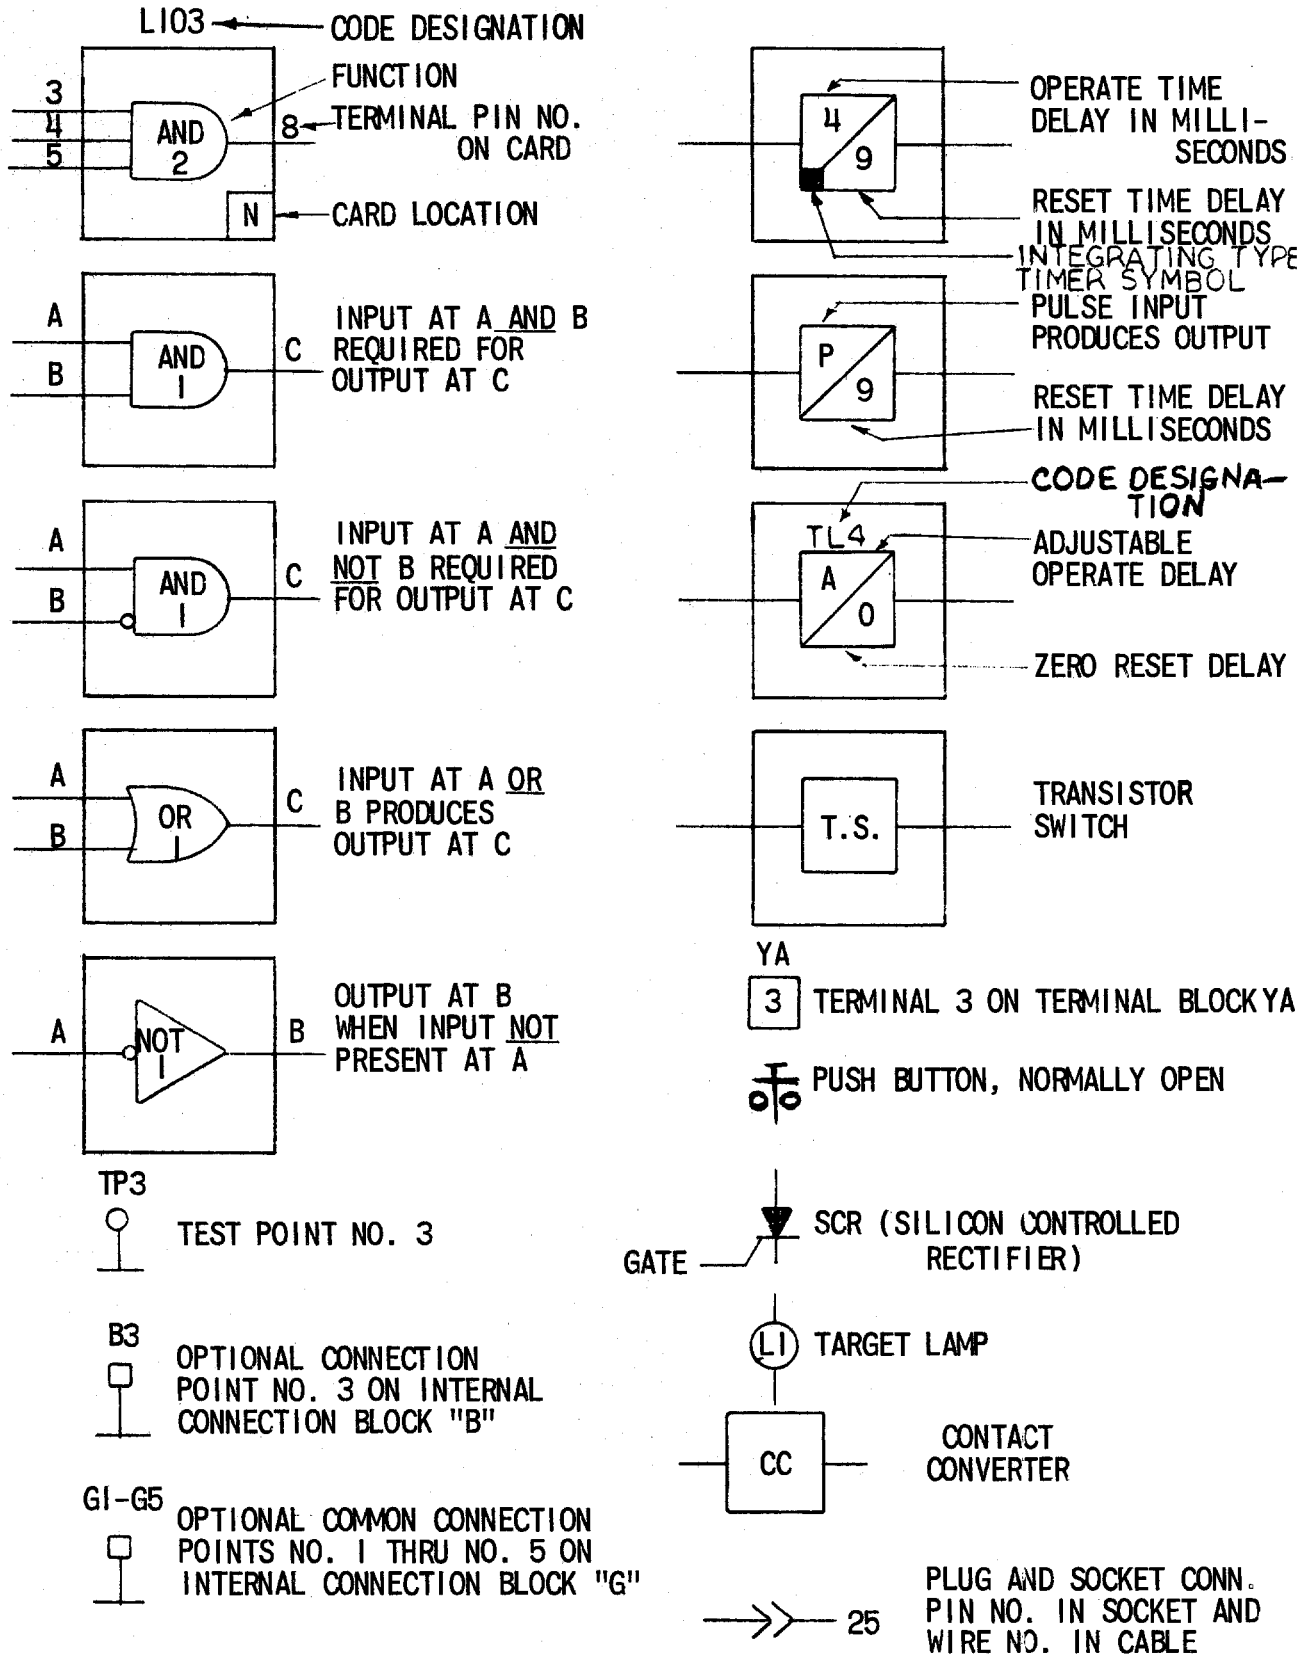 L103
CODE DESIGNATION
FUNCTION
3
4
5
AND
2
8
TERMINAL PIN NO.
ON CARD
N
CARD LOCATION
A
B
AND
1
C
INPUT AT A AND B
REQUIRED FOR
OUTPUT AT C
A
B
AND
1
C
INPUT AT A AND
NOT B REQUIRED
FOR OUTPUT AT C
A
B
OR
1
C
INPUT AT A OR
B PRODUCES
OUTPUT AT C
A
NOT
1
B
OUTPUT AT B
WHEN INPUT NOT
PRESENT AT A
TP3
TEST POINT NO. 3
B3
OPTIONAL CONNECTION
POINT NO. 3 ON INTERNAL
CONNECTION BLOCK "B"
G1-G5
OPTIONAL COMMON CONNECTION
POINTS NO. 1 THRU NO. 5 ON
INTERNAL CONNECTION BLOCK "G"
4
9
OPERATE TIME
DELAY IN MILLI-
SECONDS
RESET TIME DELAY
IN MILLISECONDS
INTEGRATING TYPE
TIMER SYMBOL
P
9
PULSE INPUT
PRODUCES OUTPUT
RESET TIME DELAY
IN MILLISECONDS
CODE DESIGNA-
TION
TL4
A
0
ADJUSTABLE
OPERATE DELAY
ZERO RESET DELAY
T.S.
TRANSISTOR
SWITCH
YA
3
TERMINAL 3 ON TERMINAL BLOCK YA
PUSH BUTTON, NORMALLY OPEN
GATE
SCR (SILICON CONTROLLED
RECTIFIER)
L1
TARGET LAMP
CC
CONTACT
CONVERTER
25
PLUG AND SOCKET CONN.
PIN NO. IN SOCKET AND
WIRE NO. IN CABLE